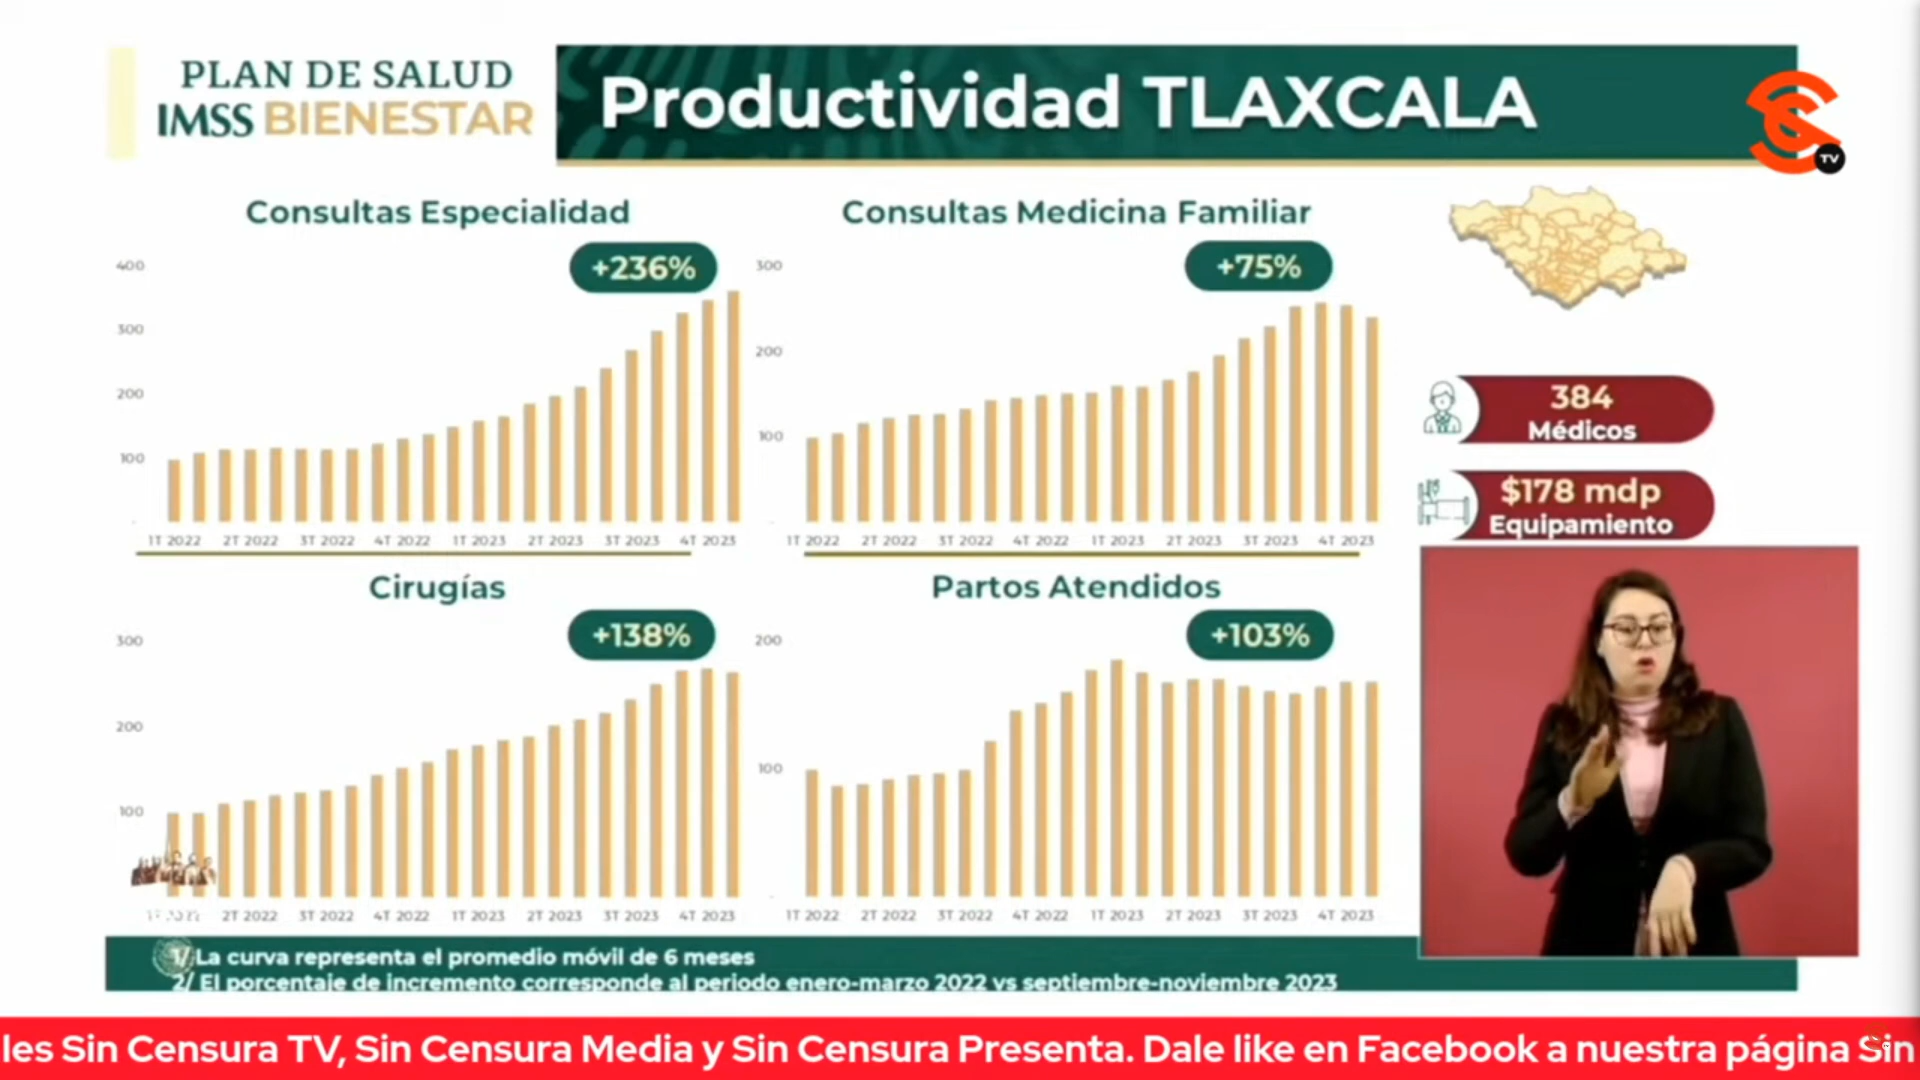 PLAN DE SALUD
IMSS BIENESTAR
Productividad TLAXCALA
TV
Consultas Especialidad
+236%
400
300
200
100
1T 2022 2T 2022 3T 2022 4T 2022 1T 2023 2T 2023 3T 2023 4T 2023
Consultas Medicina Familiar
+75%
300
200
100
1T 2022 2T 2022 3T 2022 4T 2022 1T 2023 2T 2023 3T 2023 4T 2023
384
Médicos
$178 mdp
Equipamiento
Cirugías
+138%
300
200
100
2T 2022 3T 2022 4T 2022 1T 2023 2T 2023 3T 2023 4T 2023
Partos Atendidos
+103%
200
100
1T 2022 2T 2022 3T 2022 4T 2022 1T 2023 2T 2023 3T 2023 4T 2023
1/ La curva representa el promedio móvil de 6 meses
2/ El porcentaje de incremento corresponde al periodo enero-marzo 2022 vs septiembre-noviembre 2023
les Sin Censura TV, Sin Censura Media y Sin Censura Presenta. Dale like en Facebook a nuestra página Sin